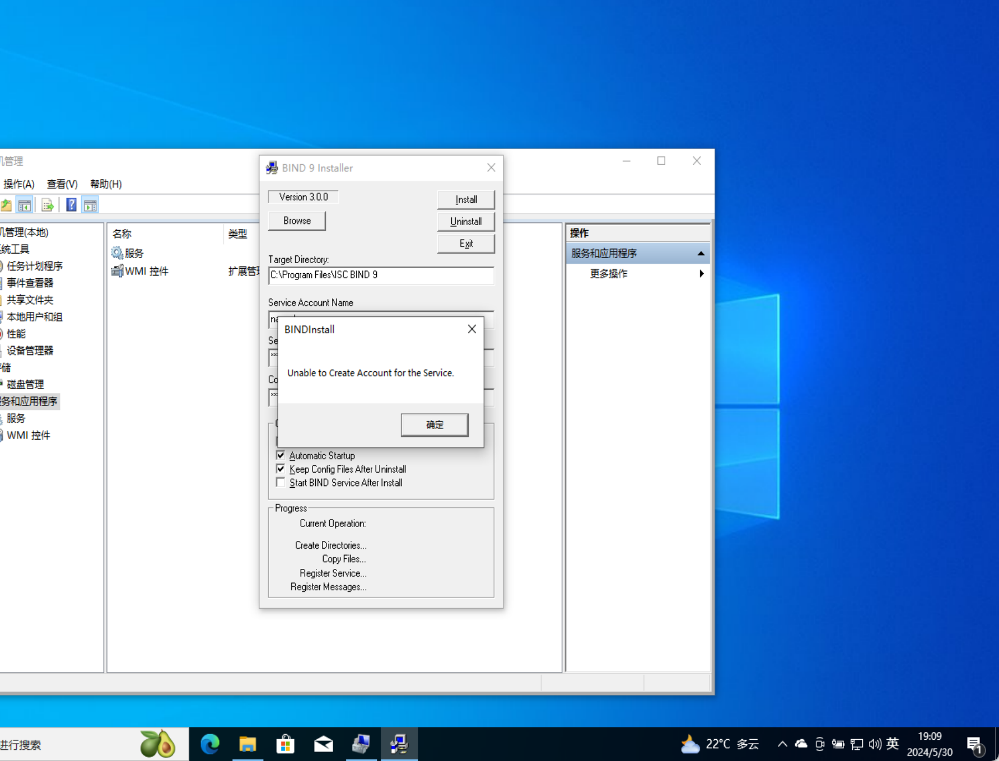 机管理
操作(A) 查看(V) 帮助(H)
机管理(本地)
系统工具
任务计划程序
事件查看器
共享文件夹
本地用户和组
性能
设备管理器
存储
磁盘管理
服务和应用程序
服务
WMI 控件
名称 类型
服务
WMI 控件 扩展管
BIND 9 Installer
Version 3.0.0
Install
Browse
Uninstall
Exit
Target Directory:
C:\Program Files\ISC BIND 9
Service Account Name
BINDInstall
Unable to Create Account for the Service.
确定
Automatic Startup
Keep Config Files After Uninstall
Start BIND Service After Install
Progress
Current Operation:
Create Directories...
Copy Files...
Register Service...
Register Messages...
操作
服务和应用程序
更多操作
进行搜索
22°C 多云
英
19:09
2024/5/30
1